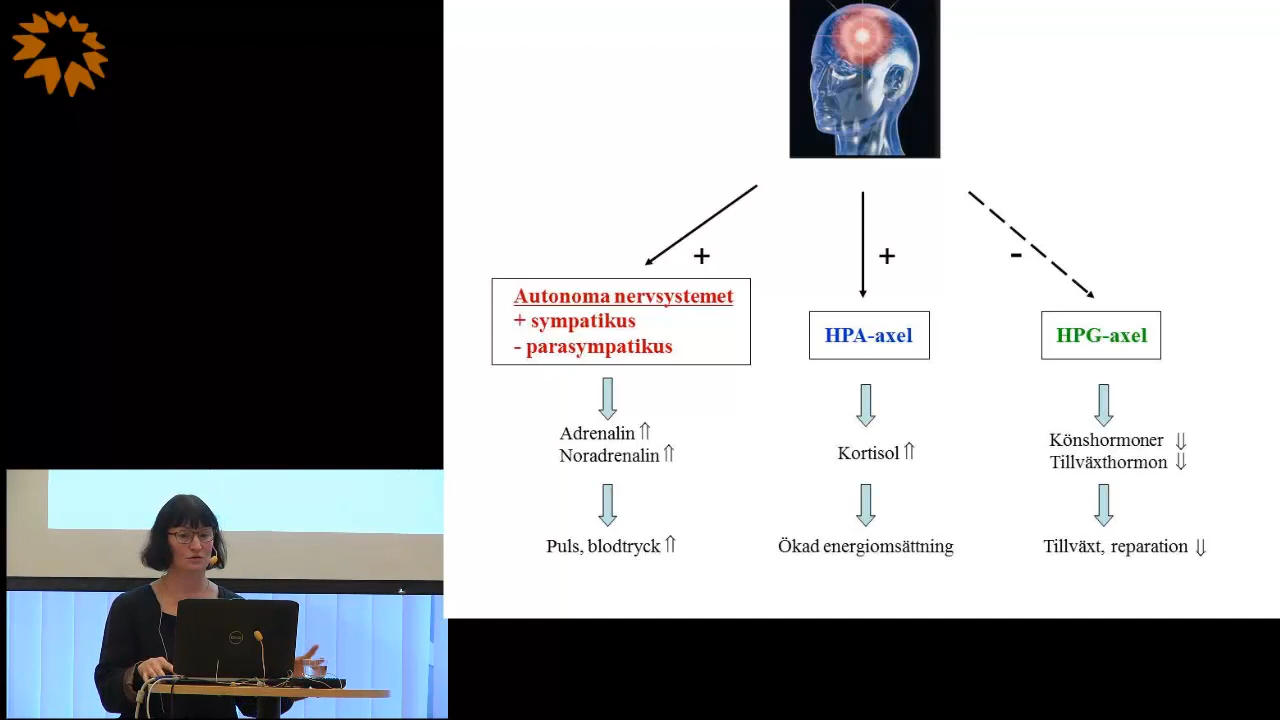 +
+
-
Autonoma nervsystemet
+ sympatikus
- parasympatikus
HPA-axel
HPG-axel
Adrenalin ⇑
Noradrenalin ⇑
Kortisol ⇑
Könshormoner ⇓
Tillväxthormon ⇓
Puls, blodtryck ⇑
Ökad energiomsättning
Tillväxt, reparation ⇓